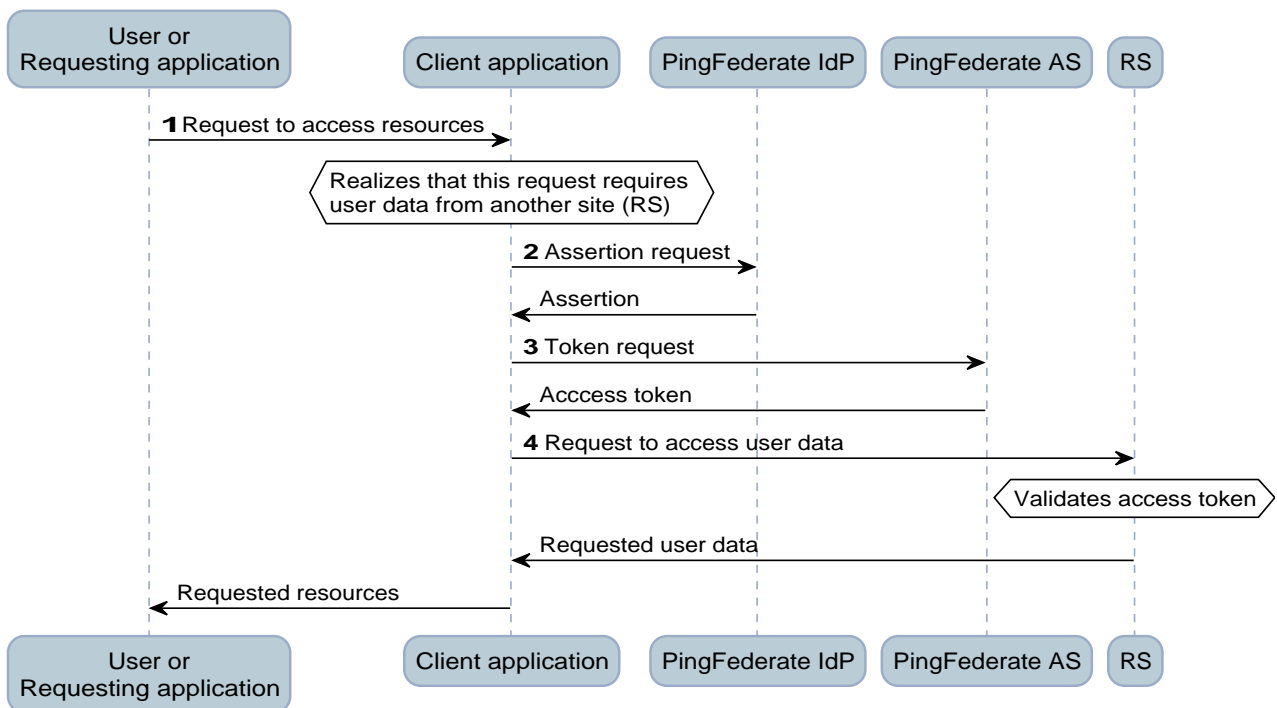 User or
Requesting application
Client application
PingFederate IdP
PingFederate AS
RS
1 Request to access resources
Realizes that this request requires
user data from another site (RS)
2 Assertion request
Assertion
3 Token request
Acccess token
4 Request to access user data
Validates access token
Requested user data
Requested resources
User or
Requesting application
Client application
PingFederate IdP
PingFederate AS
RS